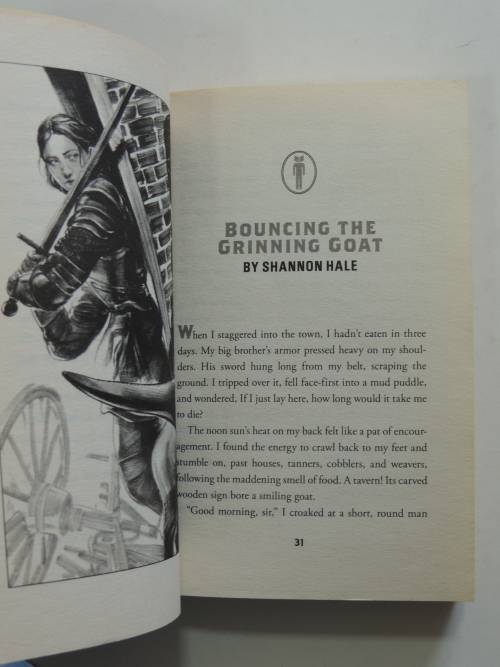 BOUNCING THE
GRINNING GOAT
BY SHANNON HALE
When I staggered into the town, I hadn't eaten in three
days. My big brother's armor pressed heavy on my shoul-
ders. His sword hung long from my belt, scraping the
ground. I tripped over it, fell face-first into a mud puddle,
and wondered. If I just lay here, how long would it take me
to die?
The noon sun's heat on my back felt like a pat of encour-
agement. I found the energy to crawl back to my feet and
stumble on, past houses, tanners, cobblers, and weavers,
following the maddening smell of food. A tavern! Its carved
wooden sign bore a smiling goat.
"Good morning, sir," I croaked at a short, round man
31